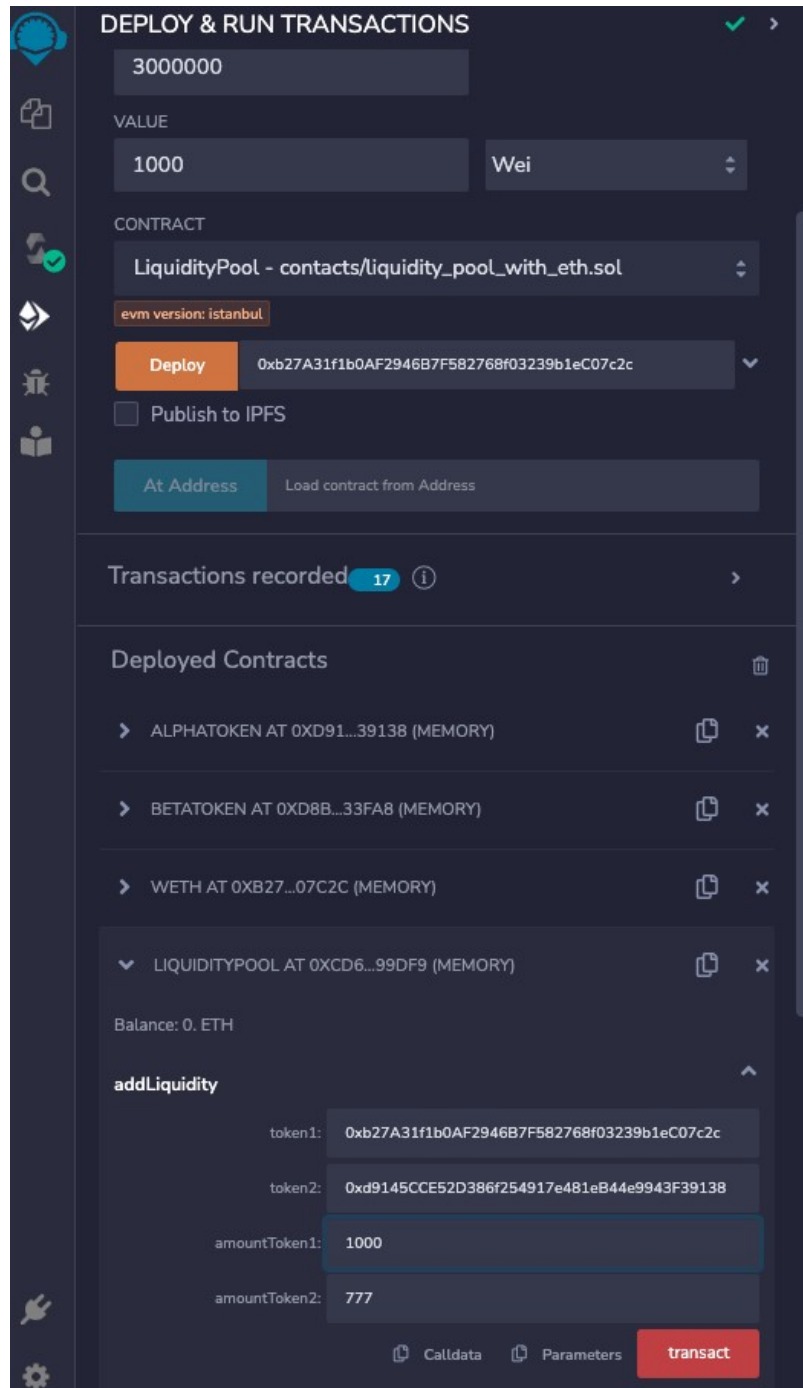 DEPLOY & RUN TRANSACTIONS
3000000
VALUE
1000
Wei
CONTRACT
LiquidityPool - contacts/liquidity_pool_with_eth.sol
evm version: istanbul
Deploy 0xb27A31f1b0AF2946B7F582768f03239b1eC07c2c
Publish to IPFS
At Address Load contract from Address
Transactions recorded 17 i
Deployed Contracts
ALPHATOKEN AT 0XD91...39138 (MEMORY)
BETATOKEN AT 0XD8B...33FA8 (MEMORY)
WETH AT 0XB27...07C2C (MEMORY)
LIQUIDITYPOOL AT 0XCD6...99DF9 (MEMORY)
Balance: 0. ETH
addLiquidity
token1: 0xb27A31f1b0AF2946B7F582768f03239b1eC07c2c
token2: 0xd9145CCE52D386f254917e481eB44e9943F39138
amountToken1: 1000
amountToken2: 777
Calldata Parameters transact